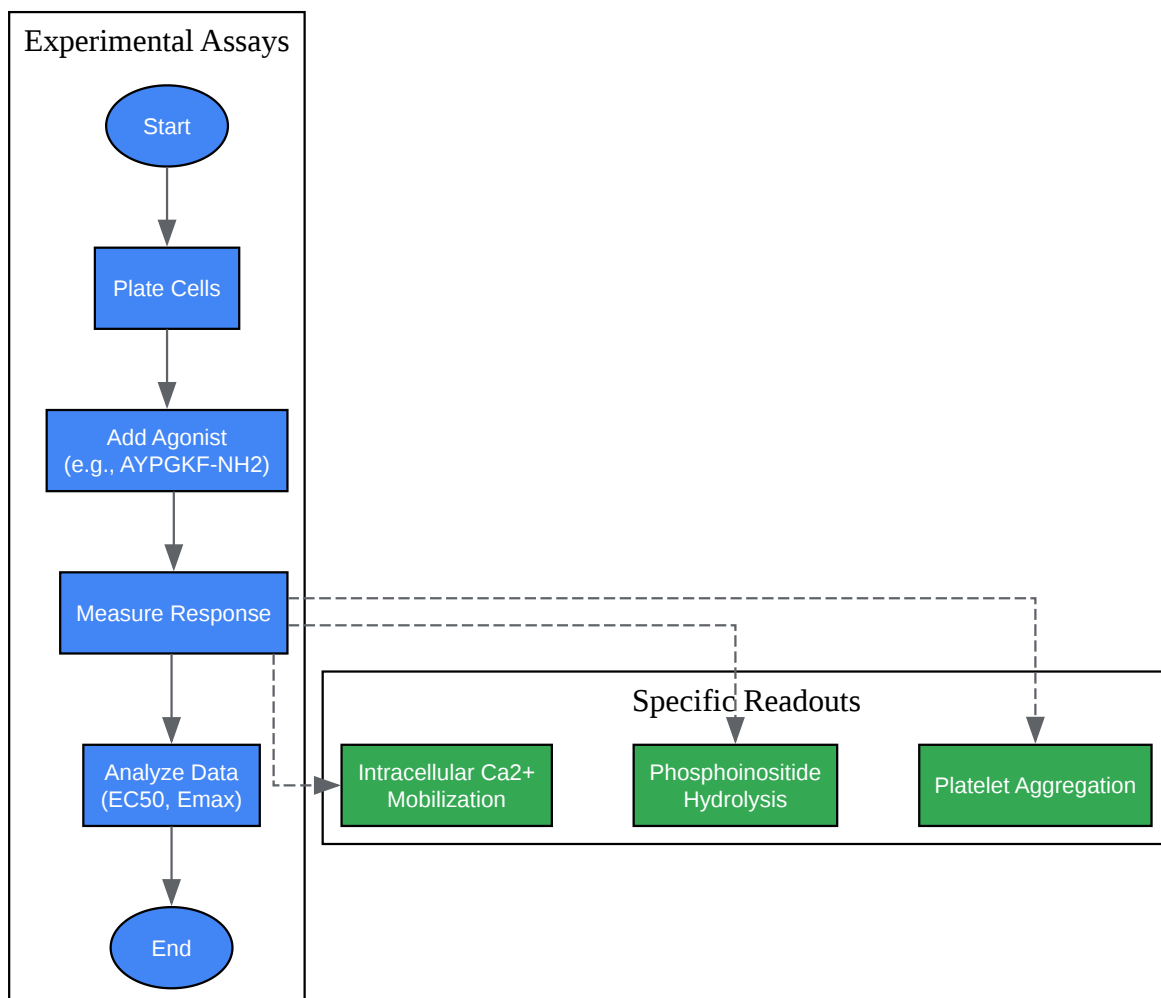 Experimental Assays
Start
Plate Cells
Add Agonist
(e.g., AYPGKF-NH2)
Measure Response
Analyze Data
(EC50, Emax)
End
Specific Readouts
Intracellular Ca2+
Mobilization
Phosphoinositide
Hydrolysis
Platelet Aggregation